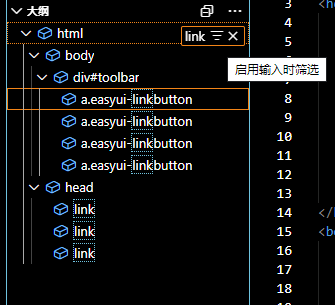 大纲
html
link
body
启用输入时筛选
div#toolbar
a.easyui-linkbutton
a.easyui-linkbutton
a.easyui-linkbutton
a.easyui-linkbutton
head
link
link
link
3
4
5
6
7
8
9
10
11
12
13
14
15
16
17
18
19
<h
</h
<bo